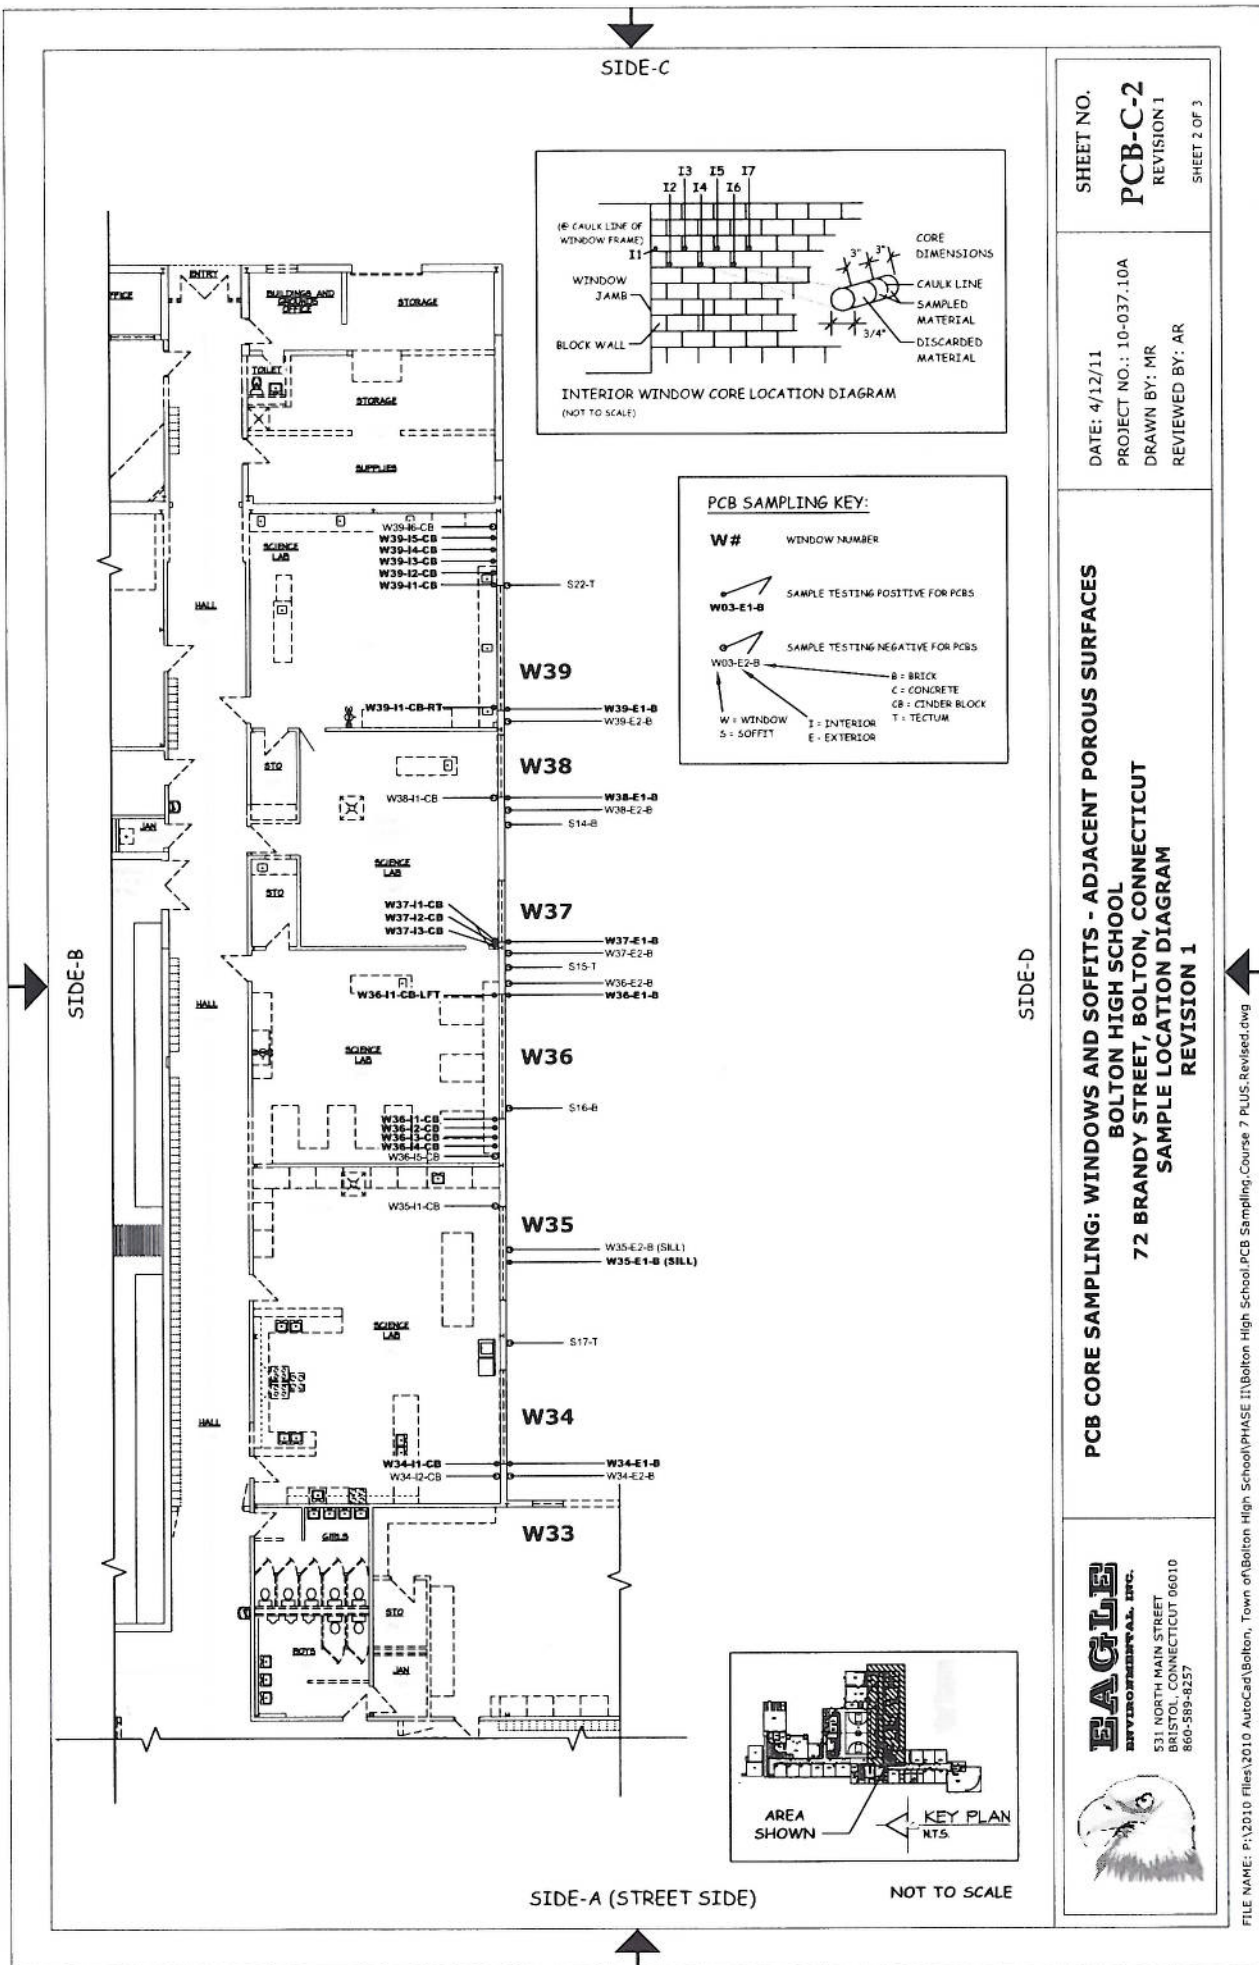 SIDE-C
I3 I5 I7
I2 I4 I6
(@ CAULK LINE OF
WINDOW FRAME)
I1
WINDOW
JAMB
BLOCK WALL
3" 3"
CORE
DIMENSIONS
CAULK LINE
SAMPLED
MATERIAL
3/4"
DISCARDED
MATERIAL
INTERIOR WINDOW CORE LOCATION DIAGRAM
(NOT TO SCALE)
PCB SAMPLING KEY:
W# WINDOW NUMBER
SAMPLE TESTING POSITIVE FOR PCBS
W03-E1-B
SAMPLE TESTING NEGATIVE FOR PCBS
W03-E2-B
B = BRICK
C = CONCRETE
CB = CINDER BLOCK
T = TECTUM
W = WINDOW
S = SOFFIT
I = INTERIOR
E - EXTERIOR
FFICE
ENTRY
BUILDINGS AND
GROUNDS
OFFICE
STORAGE
TOILET
STORAGE
SUPPLIES
SCIENCE
LAB
W39-I6-CB
W39-I5-CB
W39-I4-CB
W39-I3-CB
W39-I2-CB
W39-I1-CB
S22-T
HALL
W39
W39-I1-CB-RT
W39-E1-B
W39-E2-B
STO
W38
W38-I1-CB
W38-E1-B
W38-E2-B
S14-B
JAN
SCIENCE
LAB
STO
W37-I1-CB
W37-I2-CB
W37-I3-CB
W37
W37-E1-B
W37-E2-B
S15-T
W36-E2-B
W36-I1-CB-LFT
W36-E1-B
HALL
SCIENCE
LAB
W36
S16-B
W36-I1-CB
W36-I2-CB
W36-I3-CB
W36-I4-CB
W36-I5-CB
W35-I1-CB
W35
W35-E2-B (SILL)
W35-E1-B (SILL)
SCIENCE
LAB
S17-T
HALL
W34
W34-I1-CB
W34-I2-CB
W34-E1-B
W34-E2-B
W33
GIRLS
STO
BOYS
JAN
SIDE-B
SIDE-D
AREA
SHOWN
KEY PLAN
N.T.S.
SIDE-A (STREET SIDE)
NOT TO SCALE
EAGLE
ENVIRONMENTAL, INC.
531 NORTH MAIN STREET
BRISTOL, CONNECTICUT 06010
860-589-8257
PCB CORE SAMPLING: WINDOWS AND SOFFITS - ADJACENT POROUS SURFACES
BOLTON HIGH SCHOOL
72 BRANDY STREET, BOLTON, CONNECTICUT
SAMPLE LOCATION DIAGRAM
REVISION 1
DATE: 4/12/11
PROJECT NO.: 10-037.10A
DRAWN BY: MR
REVIEWED BY: AR
SHEET NO.
PCB-C-2
REVISION 1
SHEET 2 OF 3
FILE NAME: P:\2010 Files\2010 AutoCad\Bolton, Town of\Bolton High School\PHASE II\Bolton High School.PCB Sampling.Course 7 PLUS.Revised.dwg